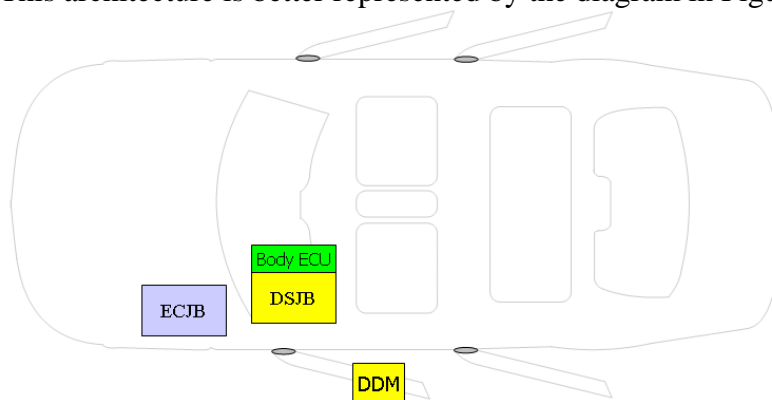 This architecture is better represented by the diagram in Figu
Body ECU
DSJB
ECJB
DDM